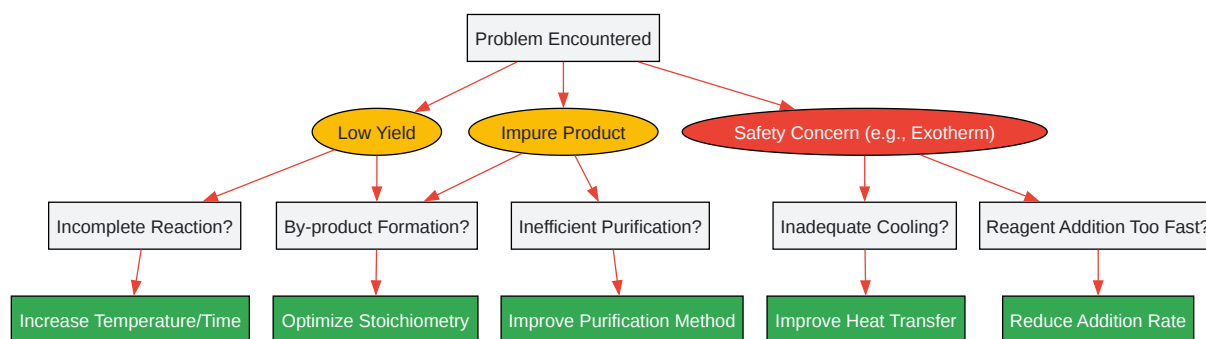 Problem Encountered
Low Yield
Impure Product
Safety Concern (e.g., Exotherm)
Incomplete Reaction?
By-product Formation?
Inefficient Purification?
Inadequate Cooling?
Reagent Addition Too Fast?
Increase Temperature/Time
Optimize Stoichiometry
Improve Purification Method
Improve Heat Transfer
Reduce Addition Rate